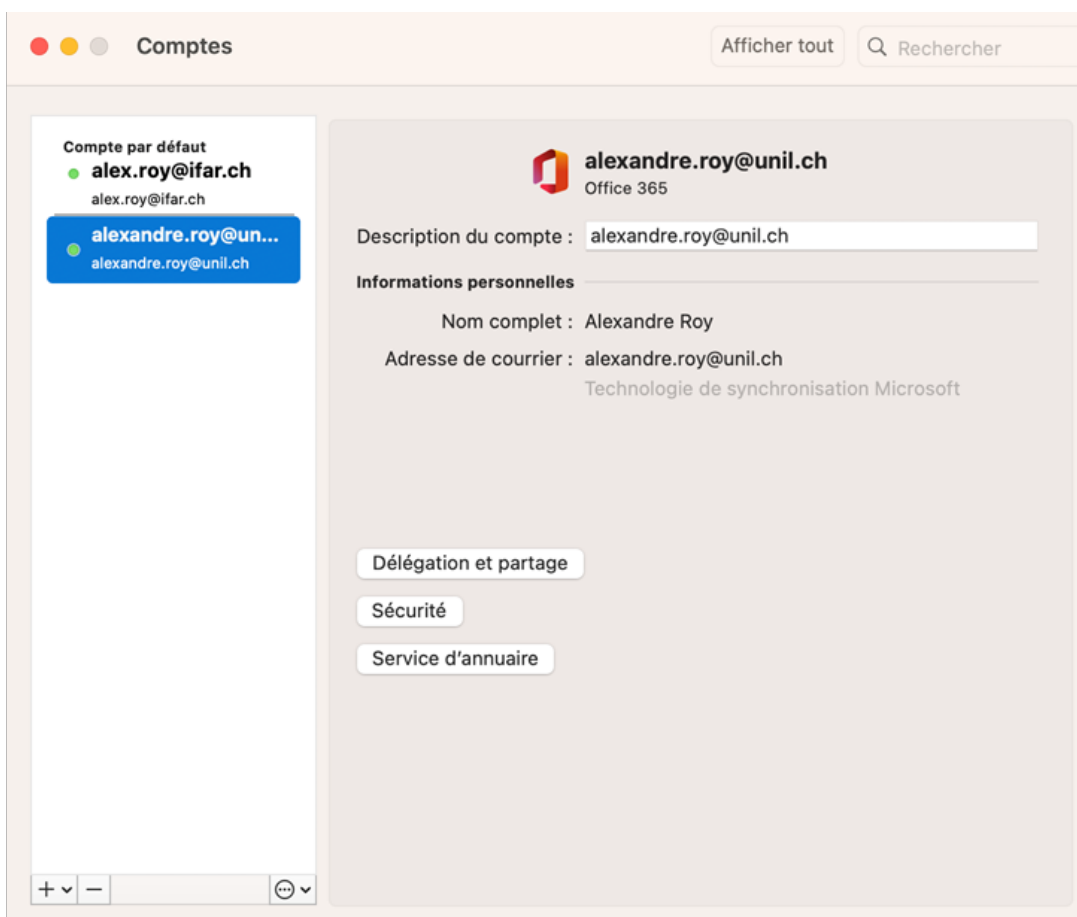 Comptes
Afficher tout
Rechercher
Compte par défaut
alex.roy@ifar.ch
alex.roy@ifar.ch
alexandre.roy@un...
alexandre.roy@unil.ch
alexandre.roy@unil.ch
Office 365
Description du compte : alexandre.roy@unil.ch
Informations personnelles
Nom complet : Alexandre Roy
Adresse de courrier : alexandre.roy@unil.ch
Technologie de synchronisation Microsoft
Délégation et partage
Sécurité
Service d'annuaire